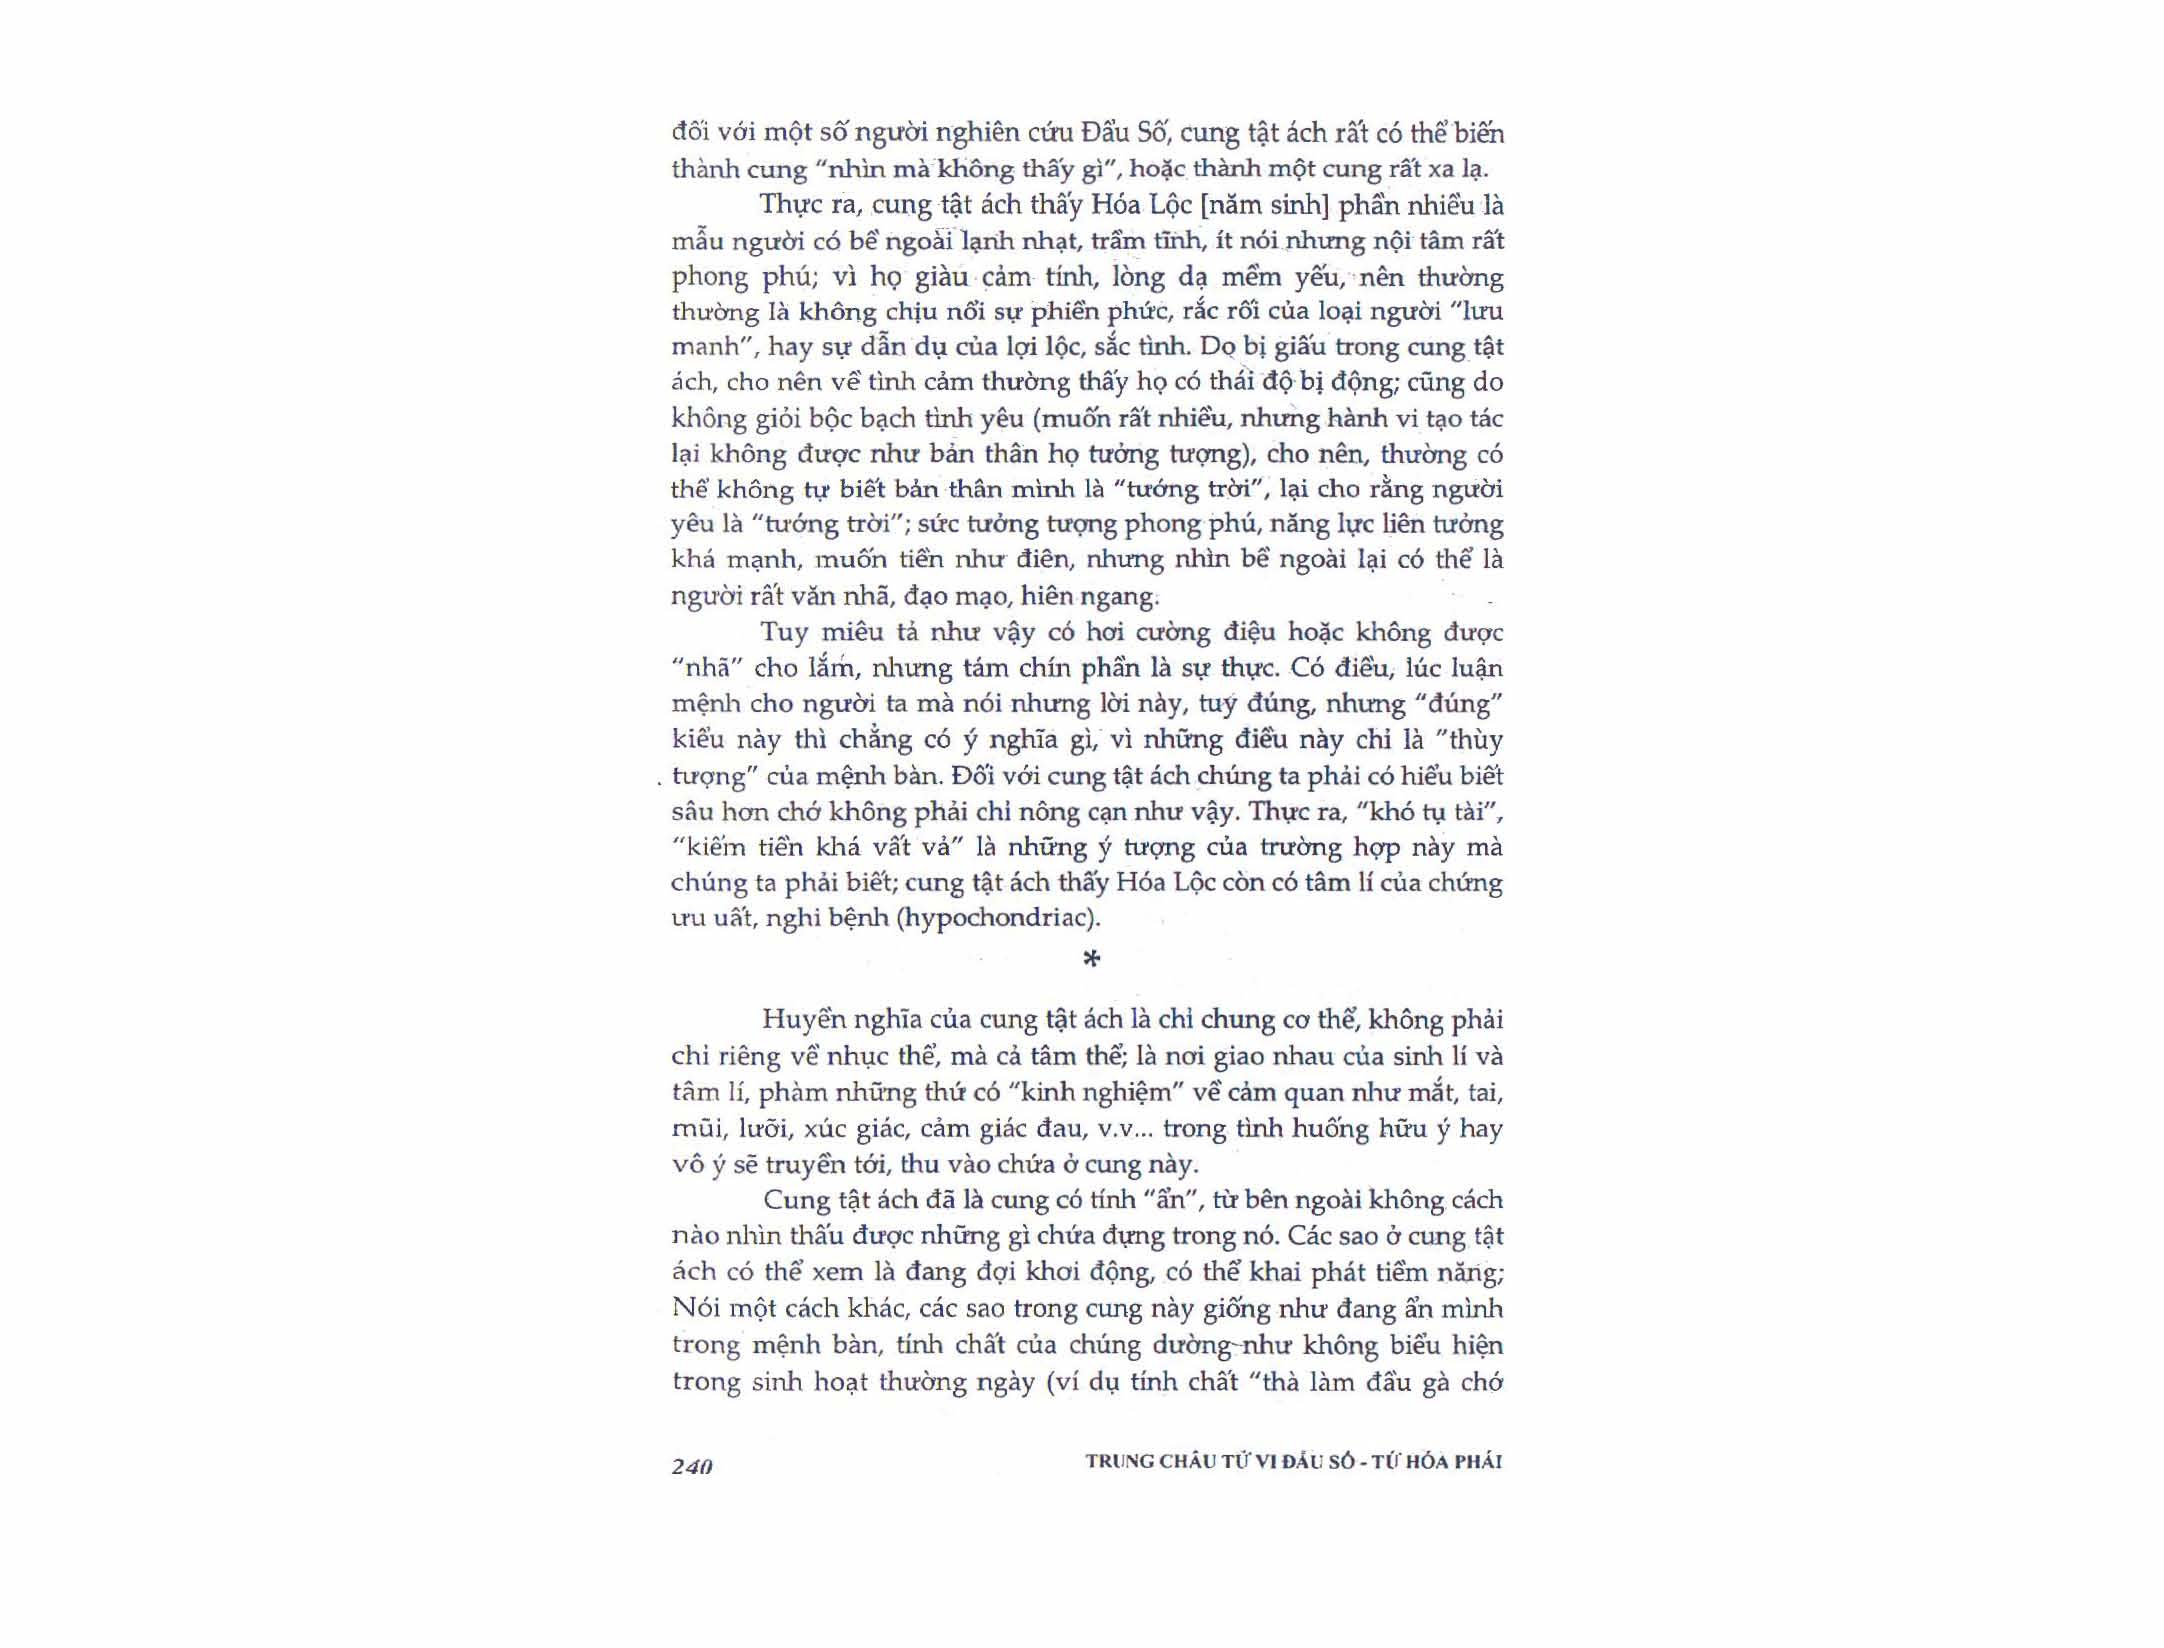 đối với một số người nghiên cứu Đẩu Số, cung tật ách rất có thể biến
thành cung "nhìn mà không thấy gì", hoặc thành một cung rất xa lạ.
Thực ra, cung tật ách thấy Hóa Lộc [năm sinh] phần nhiều là
mẫu người có bề ngoài lạnh nhạt, trầm tĩnh, ít nói nhưng nội tâm rất
phong phú; vì họ giàu cảm tính, lòng dạ mềm yếu, nên thường
thường là không chịu nổi sự phiền phức, rắc rối của loại người "lưu
manh", hay sự dẫn dụ của lợi lộc, sắc tình. Do bị giấu trong cung tật
ách, cho nên về tình cảm thường thấy họ có thái độ bị động; cũng do
không giỏi bộc bạch tình yêu (muốn rất nhiều, nhưng hành vi tạo tác
lại không được như bản thân họ tưởng tượng), cho nên, thường có
thể không tự biết bản thân mình là "tướng trời", lại cho rằng người
yêu là "tướng trời"; sức tưởng tượng phong phú, năng lực liên tưởng
khá mạnh, muốn tiền như điên, nhưng nhìn bề ngoài lại có thể là
người rất văn nhã, đạo mạo, hiên ngang.
Tuy miêu tả như vậy có hơi cường điệu hoặc không được
"nhã" cho lắm, nhưng tám chín phần là sự thực. Có điều, lúc luận
mệnh cho người ta mà nói nhưng lời này, tuy đúng, nhưng "đúng"
kiểu này thì chẳng có ý nghĩa gì, vì những điều này chỉ là "thùy
tượng" của mệnh bàn. Đối với cung tật ách chúng ta phải có hiểu biết
sâu hơn chớ không phải chỉ nông cạn như vậy. Thực ra, "khó tụ tài",
"kiếm tiền khá vất vả" là những ý tượng của trường hợp này mà
chúng ta phải biết; cung tật ách thấy Hóa Lộc còn có tâm lí của chứng
ưu uất, nghi bệnh (hypochondriac).
*
Huyền nghĩa của cung tật ách là chỉ chung cơ thể, không phải
chỉ riêng về nhục thể, mà cả tâm thể; là nơi giao nhau của sinh lí và
tâm lí, phàm những thứ có "kinh nghiệm" về cảm quan như mắt, tai,
mũi, lưỡi, xúc giác, cảm giác đau, v.v... trong tình huống hữu ý hay
vô ý sẽ truyền tới, thu vào chứa ở cung này.
Cung tật ách đã là cung có tính "ẩn", từ bên ngoài không cách
nào nhìn thấu được những gì chứa đựng trong nó. Các sao ở cung tật
ách có thể xem là đang đợi khơi động, có thể khai phát tiềm năng;
Nói một cách khác, các sao trong cung này giống như đang ẩn mình
trong mệnh bàn, tính chất của chúng dường như không biểu hiện
trong sinh hoạt thường ngày (ví dụ tính chất "thà làm đầu gà chớ
240
TRUNG CHÂU TỬ VI ĐẨU SỐ - TỨ HÓA PHÁI